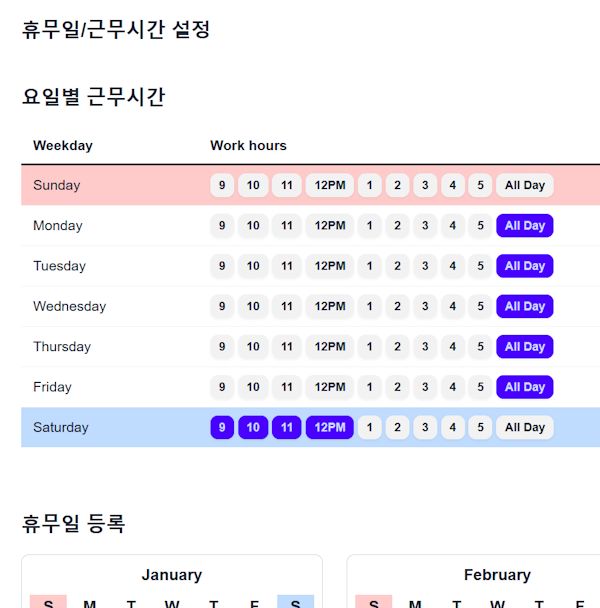 휴무일/근무시간 설정
요일별 근무시간
Weekday Work hours
Sunday 9 10 11 12PM 1 2 3 4 5 All Day
Monday 9 10 11 12PM 1 2 3 4 5 All Day
Tuesday 9 10 11 12PM 1 2 3 4 5 All Day
Wednesday 9 10 11 12PM 1 2 3 4 5 All Day
Thursday 9 10 11 12PM 1 2 3 4 5 All Day
Friday 9 10 11 12PM 1 2 3 4 5 All Day
Saturday 9 10 11 12PM 1 2 3 4 5 All Day
휴무일 등록
January February
S M T W T F S S M T W T F